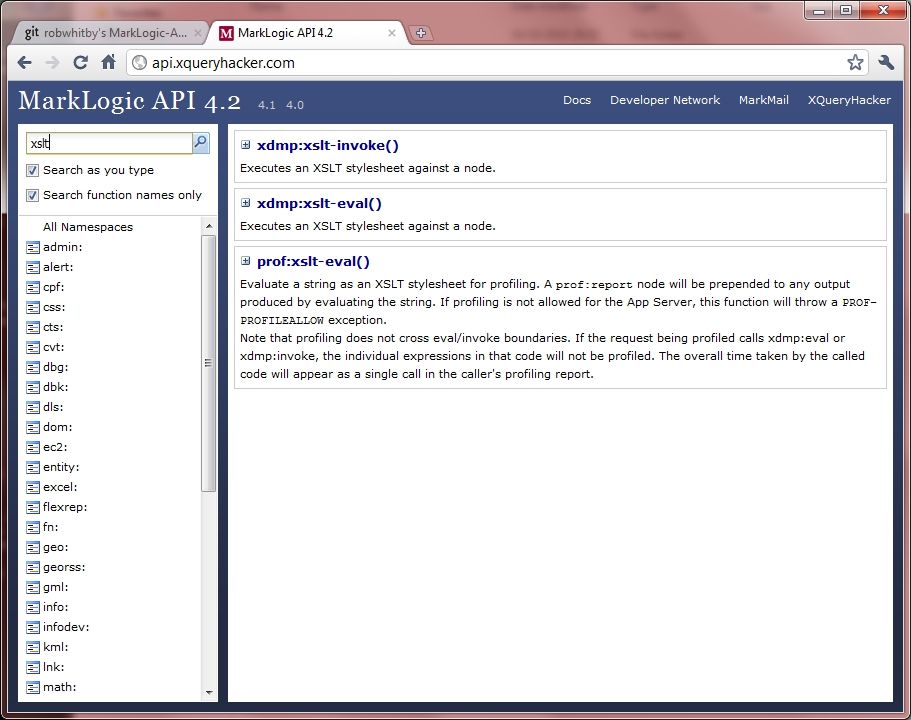 git robwhitby's MarkLogic-A...
MarkLogic API 4.2
api.xqueryhacker.com
MarkLogic API 4.2 4.1 4.0
Docs Developer Network MarkMail XQueryHacker
xslt
Search as you type
Search function names only
All Namespaces
admin:
alert:
cpf:
css:
cts:
cvt:
dbg:
dbk:
dls:
dom:
ec2:
entity:
excel:
flexrep:
fn:
geo:
georss:
gml:
info:
infodev:
kml:
lnk:
math:
xdmp:xslt-invoke()
Executes an XSLT stylesheet against a node.
xdmp:xslt-eval()
Executes an XSLT stylesheet against a node.
prof:xslt-eval()
Evaluate a string as an XSLT stylesheet for profiling. A prof:report node will be prepended to any output
produced by evaluating the string. If profiling is not allowed for the App Server, this function will throw a PROF-
PROFILEALLOW exception.
Note that profiling does not cross eval/invoke boundaries. If the request being profiled calls xdmp:eval or
xdmp:invoke, the individual expressions in that code will not be profiled. The overall time taken by the called
code will appear as a single call in the caller's profiling report.